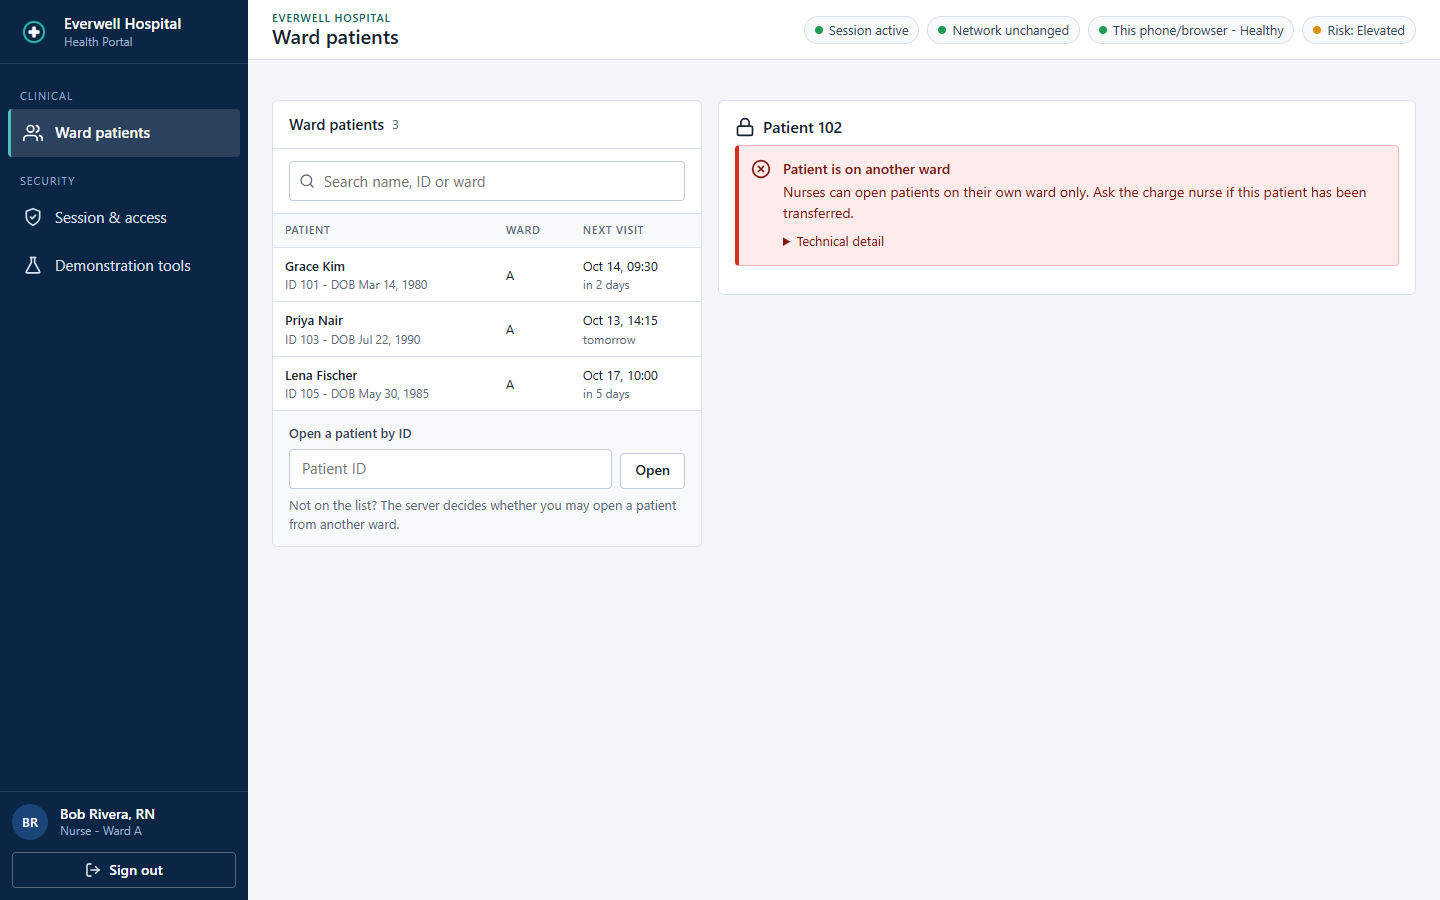 Everwell Hospital
Health Portal
CLINICAL
Ward patients
SECURITY
Session & access
Demonstration tools
BR
Bob Rivera, RN
Nurse - Ward A
Sign out
EVERWELL HOSPITAL
Ward patients
Session active
Network unchanged
This phone/browser - Healthy
Risk: Elevated
Ward patients 3
Search name, ID or ward
PATIENT WARD NEXT VISIT
Grace Kim
ID 101 - DOB Mar 14, 1980
A
Oct 14, 09:30
in 2 days
Priya Nair
ID 103 - DOB Jul 22, 1990
A
Oct 13, 14:15
tomorrow
Lena Fischer
ID 105 - DOB May 30, 1985
A
Oct 17, 10:00
in 5 days
Open a patient by ID
Patient ID
Open
Not on the list? The server decides whether you may open a patient
from another ward.
Patient 102
Patient is on another ward
Nurses can open patients on their own ward only. Ask the charge nurse if this patient has been
transferred.
Technical detail